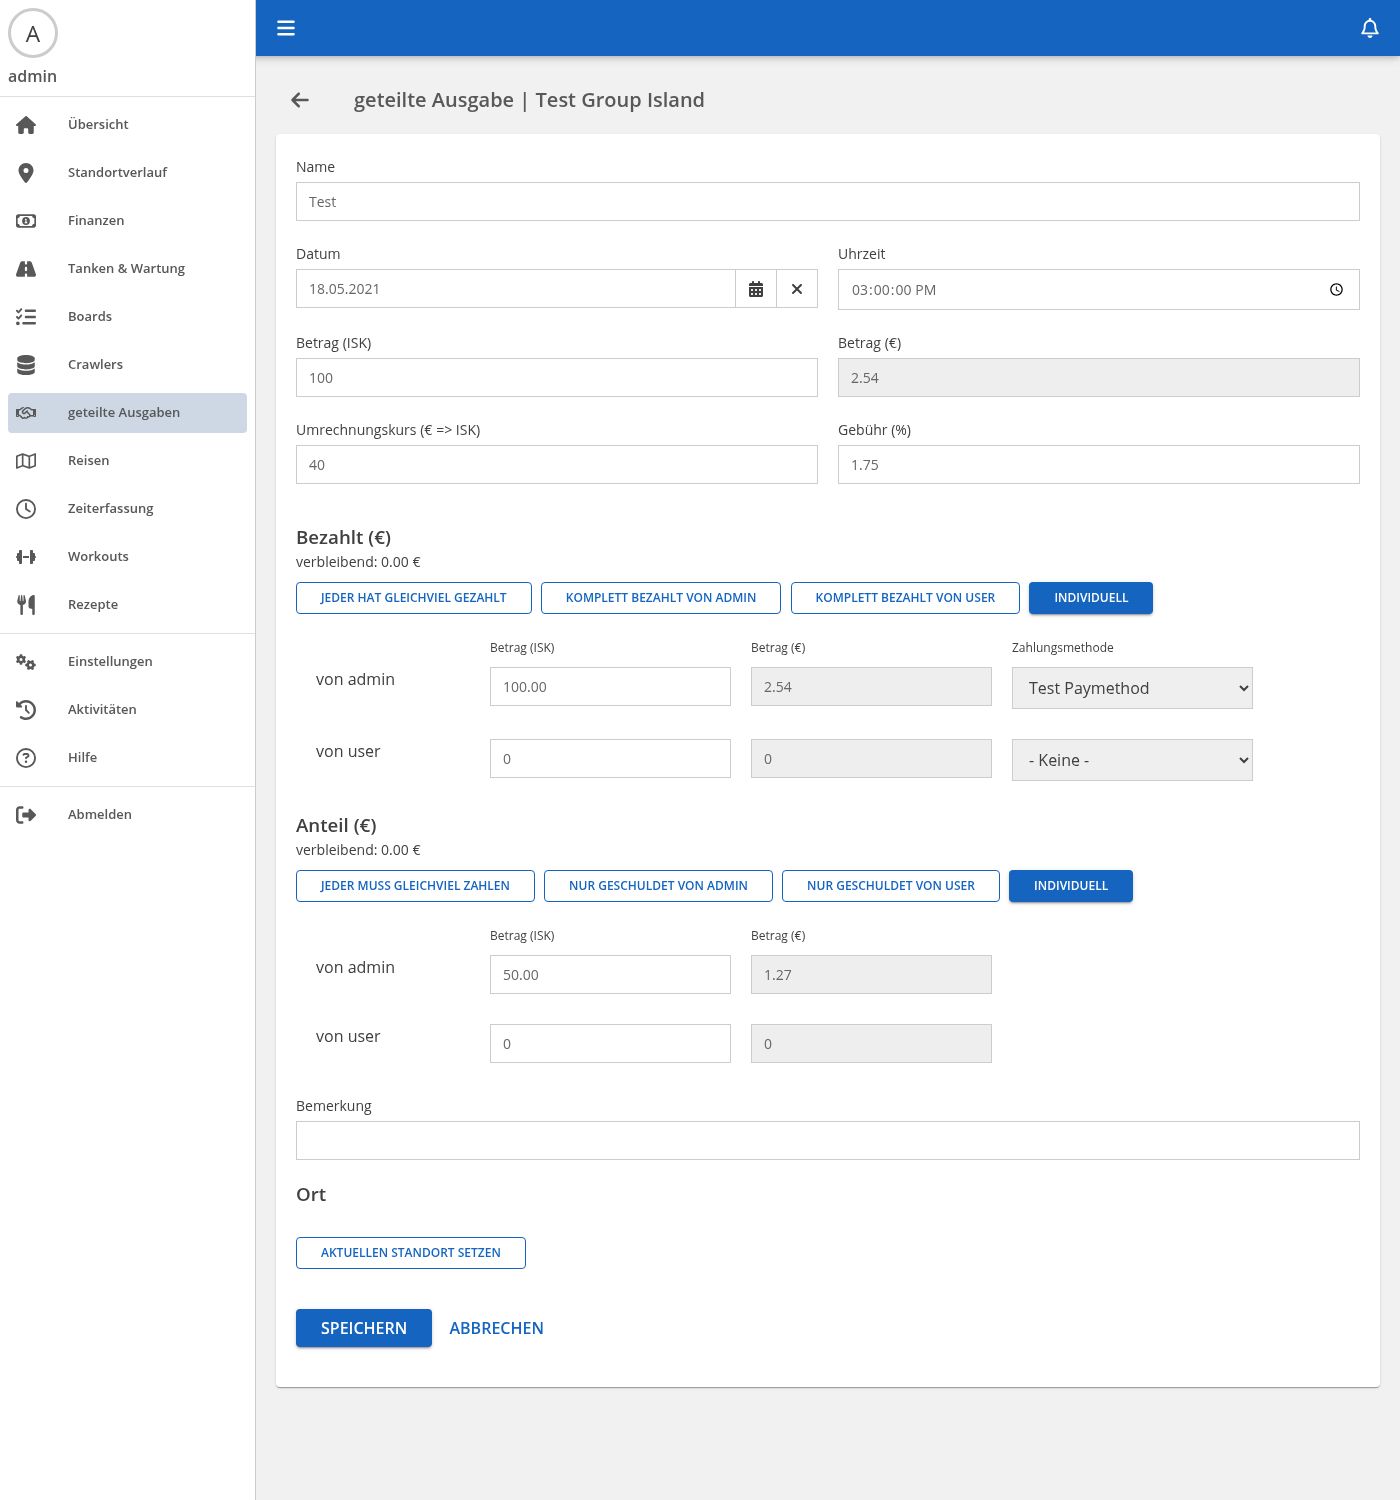 A
admin
Übersicht
Standortverlauf
Finanzen
Tanken & Wartung
Boards
Crawlers
geteilte Ausgaben
Reisen
Zeiterfassung
Workouts
Rezepte
Einstellungen
Aktivitäten
Hilfe
Abmelden
geteilte Ausgabe | Test Group Island
Name
Test
Datum Uhrzeit
18.05.2021 03:00:00 PM
Betrag (ISK) Betrag (€)
100 2.54
Umrechnungskurs (€ => ISK) Gebühr (%)
40 1.75
Bezahlt (€)
verbleibend: 0.00 €
JEDER HAT GLEICHVIEL GEZAHLT KOMPLETT BEZAHLT VON ADMIN KOMPLETT BEZAHLT VON USER INDIVIDUELL
Betrag (ISK) Betrag (€) Zahlungsmethode
von admin 100.00 2.54 Test Paymethod
von user 0 0 - Keine -
Anteil (€)
verbleibend: 0.00 €
JEDER MUSS GLEICHVIEL ZAHLEN NUR GESCHULDET VON ADMIN NUR GESCHULDET VON USER INDIVIDUELL
Betrag (ISK) Betrag (€)
von admin 50.00 1.27
von user 0 0
Bemerkung
Ort
AKTUELLEN STANDORT SETZEN
SPEICHERN ABBRECHEN